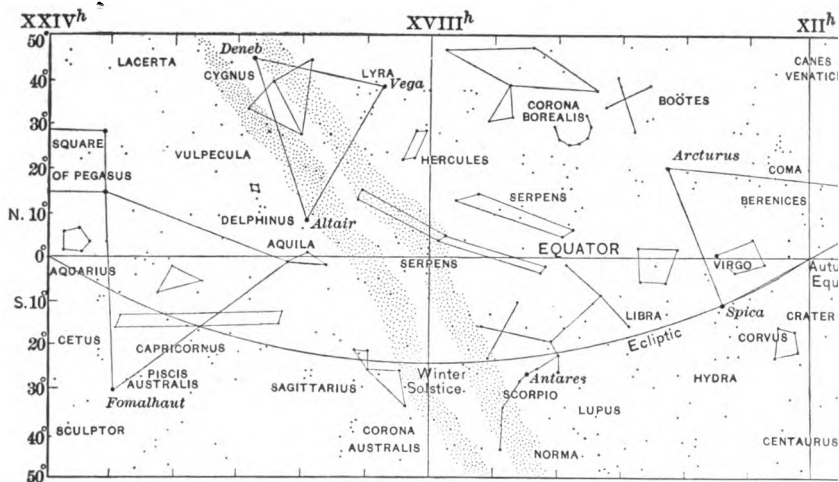 XXIVʰ XVIIIʰ XIIʰ
50°
Deneb
LACERTA
CYGNUS
LYRA
Vega
CANES
VENATIC
40°
CORONA
BOREALIS
BOÖTES
30°
SQUARE
OF PEGASUS
VULPECULA
HERCULES
Arcturus
COMA
BERENICES
20°
SERPENS
N. 10°
DELPHINUS
Altair
AQUILA
EQUATOR
0°
AQUARIUS
SERPENS
VIRGO
Autu
Equ
S. 10°
LIBRA
Spica
CRATER
Ecliptic
CORVUS
20°
CETUS
CAPRICORNUS
Winter
Solstice
PISCIS
AUSTRALIS
SAGITTARIUS
Antares
SCORPIO
HYDRA
30°
Fomalhaut
LUPUS
SCULPTOR
CORONA
AUSTRALIS
CENTAURUS
40°
NORMA
50°